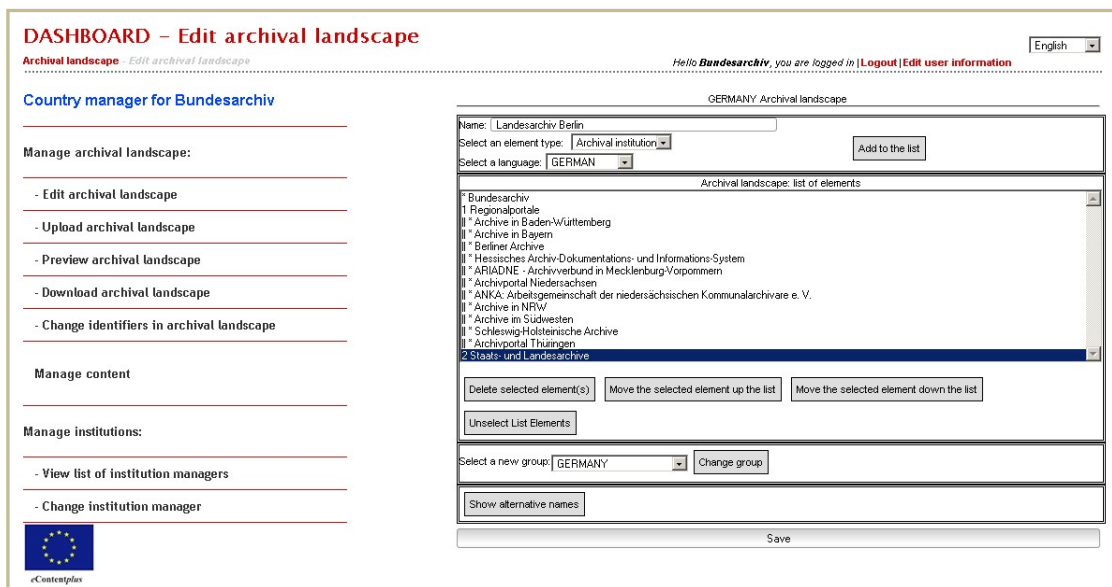 DASHBOARD – Edit archival landscape
English
Archival landscape - Edit archival landscape
Hello Bundesarchiv, you are logged in |Logout|Edit user information
Country manager for Bundesarchiv
Manage archival landscape:
- Edit archival landscape
- Upload archival landscape
- Preview archival landscape
- Download archival landscape
- Change identifiers in archival landscape
Manage content
Manage institutions:
- View list of institution managers
- Change institution manager
eContentplus
GERMANY Archival landscape
Name: Landesarchiv Berlin
Select an element type: Archival institution
Add to the list
Select a language: GERMAN
Archival landscape: list of elements
* Bundesarchiv
1 Regionalportale
|| * Archive in Baden-Württemberg
|| * Archive in Bayern
|| * Berliner Archive
|| * Hessisches Archiv-Dokumentations- und Informations-System
|| * ARIADNE - Archivverbund in Mecklenburg-Vorpommern
|| * Archivportal Niedersachsen
|| * ANKA: Arbeitsgemeinschaft der niedersächsischen Kommunalarchivare e. V.
|| * Archive in NRW
|| * Archive im Südwesten
|| * Schleswig-Holsteinische Archive
|| * Archivportal Thüringen
2 Staats- und Landesarchive
Delete selected element(s) Move the selected element up the list Move the selected element down the list
Unselect List Elements
Select a new group: GERMANY Change group
Show alternative names
Save